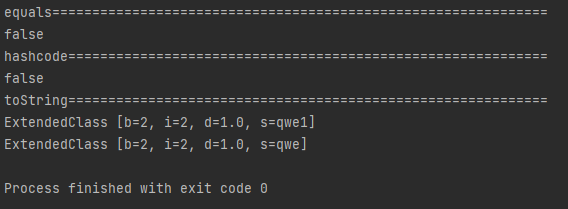 equals==============================================================
false
hashcode============================================================
false
toString============================================================
ExtendedClass [b=2, i=2, d=1.0, s=qwe1]
ExtendedClass [b=2, i=2, d=1.0, s=qwe]
Process finished with exit code 0